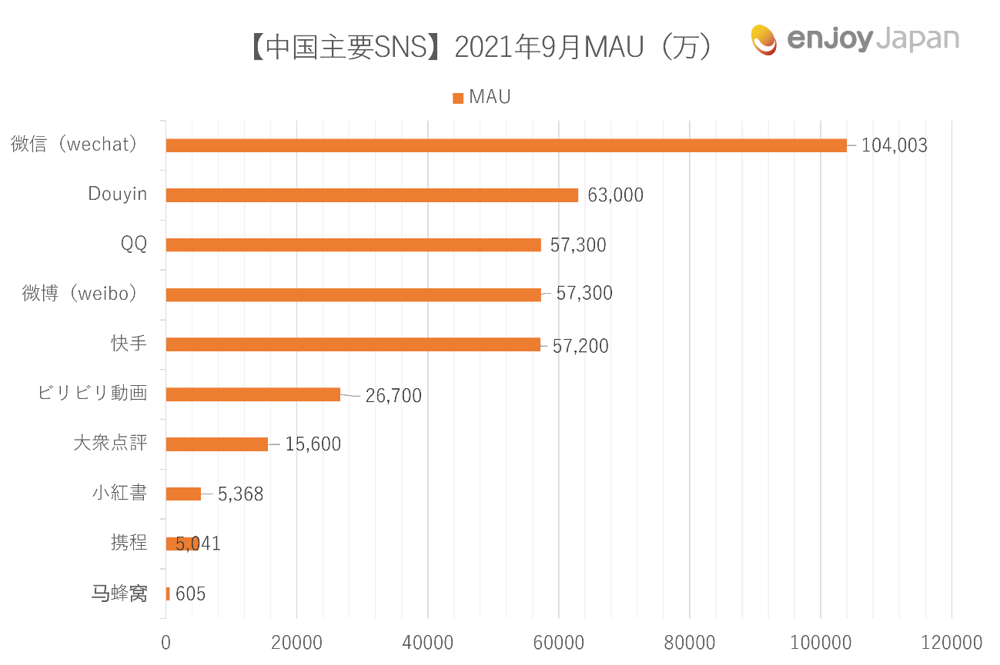 【中国主要SNS】2021年9月MAU（万）
enjoyJapan
MAU
微信（wechat） 104,003
Douyin 63,000
QQ 57,300
微博（weibo） 57,300
快手 57,200
ビリビリ動画 26,700
大衆点評 15,600
小紅書 5,368
携程 5,041
马蜂窝 605
0 20000 40000 60000 80000 100000 120000